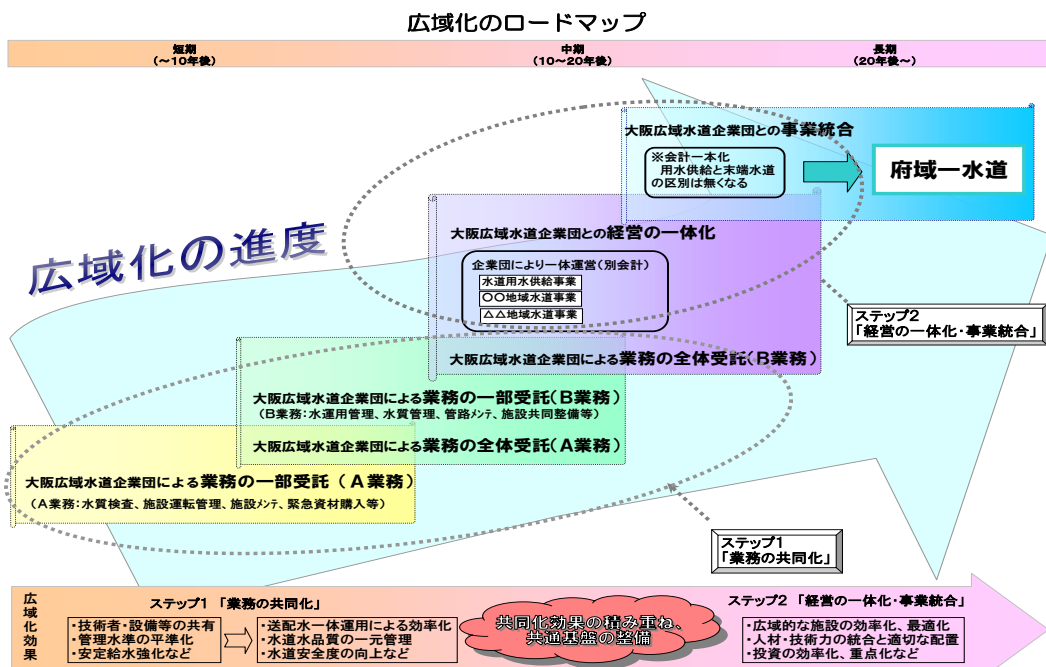 広域化のロードマップ
短期
(～10年後)
中期
(10～20年後)
長期
(20年後～)
広域化の進度
大阪広域水道企業団との事業統合
※会計一本化
用水供給と末端水道
の区別は無くなる
府域一水道
大阪広域水道企業団との経営の一体化
企業団により一体運営(別会計)
水道用水供給事業
〇〇地域水道事業
△△地域水道事業
大阪広域水道企業団による業務の全体受託(B業務)
ステップ2
「経営の一体化・事業統合」
大阪広域水道企業団による業務の一部受託(B業務)
(B業務:水運用管理、水質管理、管路メンテ、施設共同整備等)
大阪広域水道企業団による業務の全体受託(A業務)
大阪広域水道企業団による業務の一部受託(A業務)
(A業務:水質検査、施設運転管理、施設メンテ、緊急資材購入等)
ステップ1
「業務の共同化」
広域化効果
ステップ1 「業務の共同化」
・技術者・設備等の共有
・管理水準の平準化
・安定給水強化など
・送配水一体運用による効率化
・水道水品質の一元管理
・水道安全度の向上など
共同化効果の積み重ね、
共通基盤の整備
ステップ2 「経営の一体化・事業統合」
・広域的な施設の効率化、最適化
・人材・技術力の統合と適切な配置
・投資の効率化、重点化など